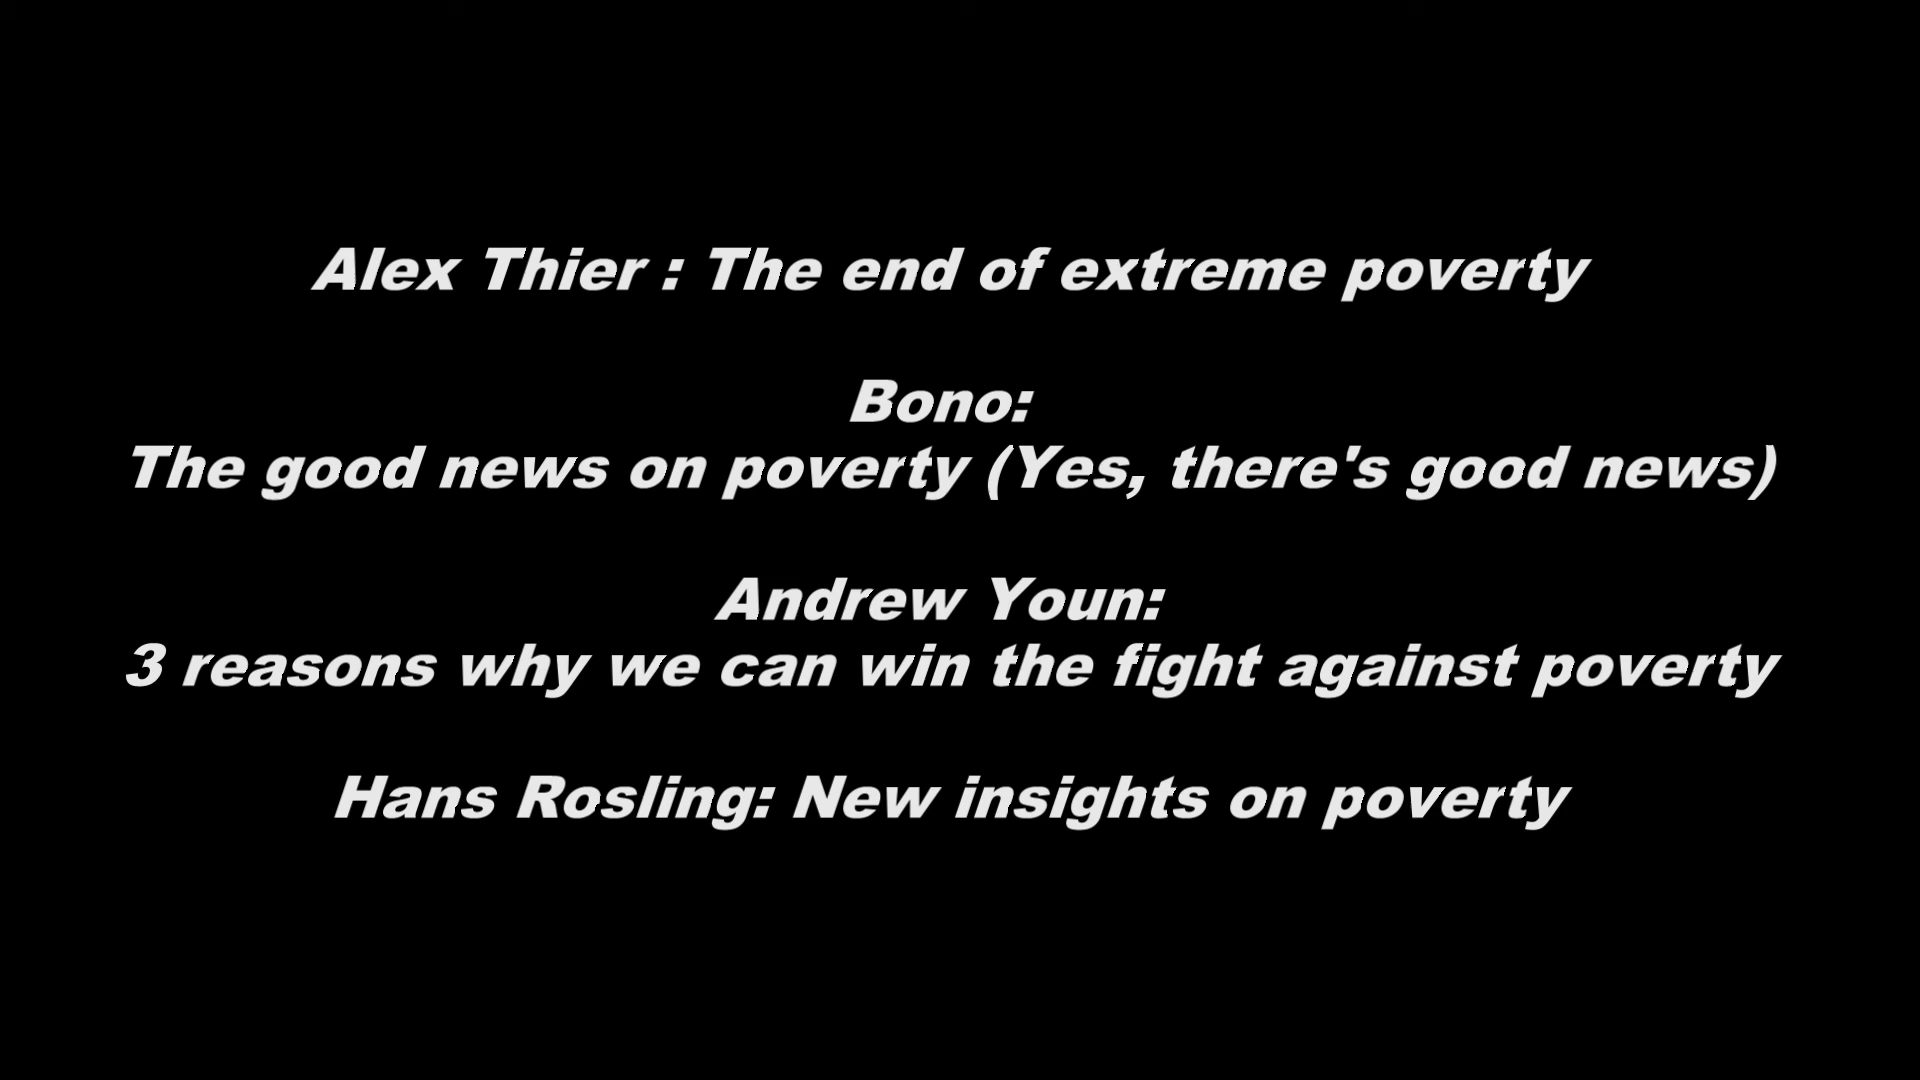 Alex Thier : The end of extreme poverty
Bono:
The good news on poverty (Yes, there's good news)
Andrew Youn:
3 reasons why we can win the fight against poverty
Hans Rosling: New insights on poverty